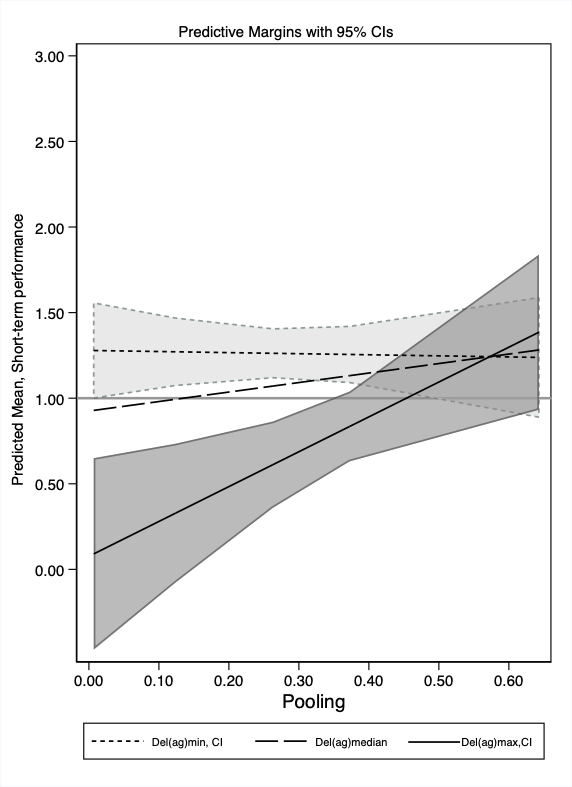 Predictive Margins with 95% CIs
3.00
2.50
2.00
1.50
1.00
0.50
0.00
Predicted Mean, Short-term performance
0.00 0.10 0.20 0.30 0.40 0.50 0.60
Pooling
Del(ag)min, CI Del(ag)median Del(ag)max,CI